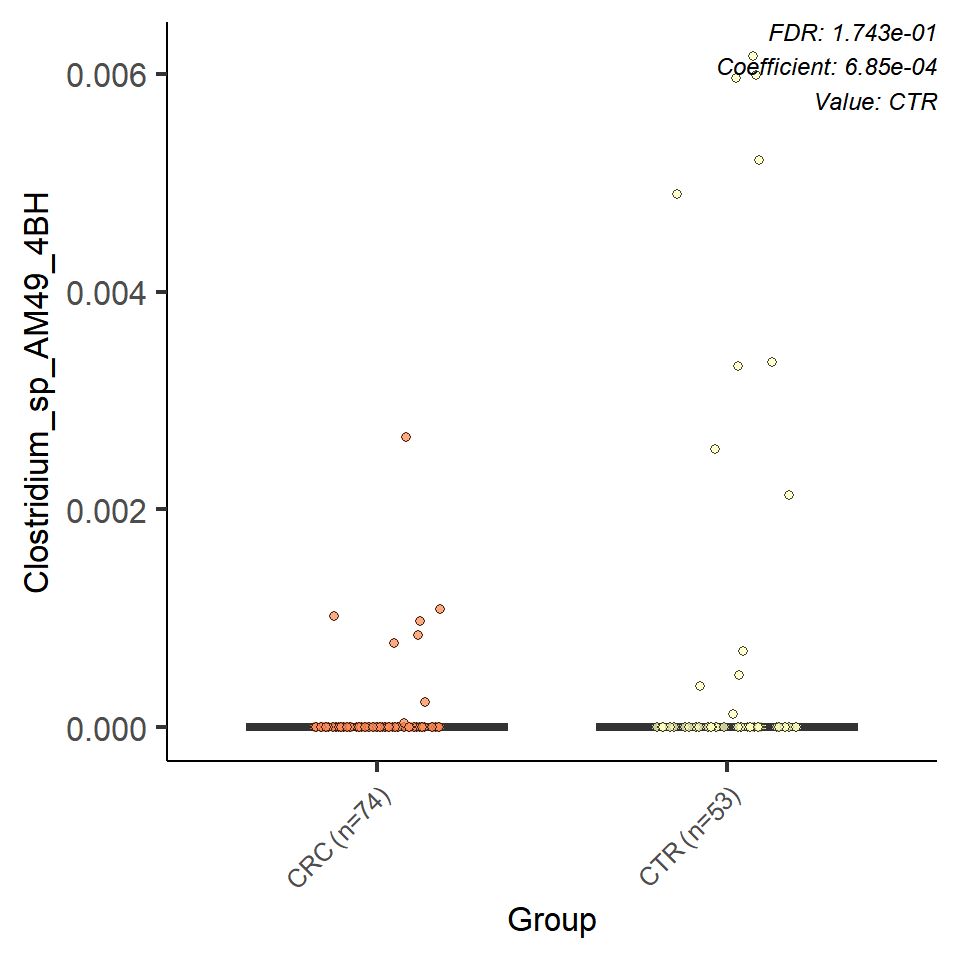 FDR: 1.743e-01
Coefficient: 6.85e-04
Value: CTR
Clostridium_sp_AM49_4BH
0.006
0.004
0.002
0.000
CRC (n=74)
CTR (n=53)
Group